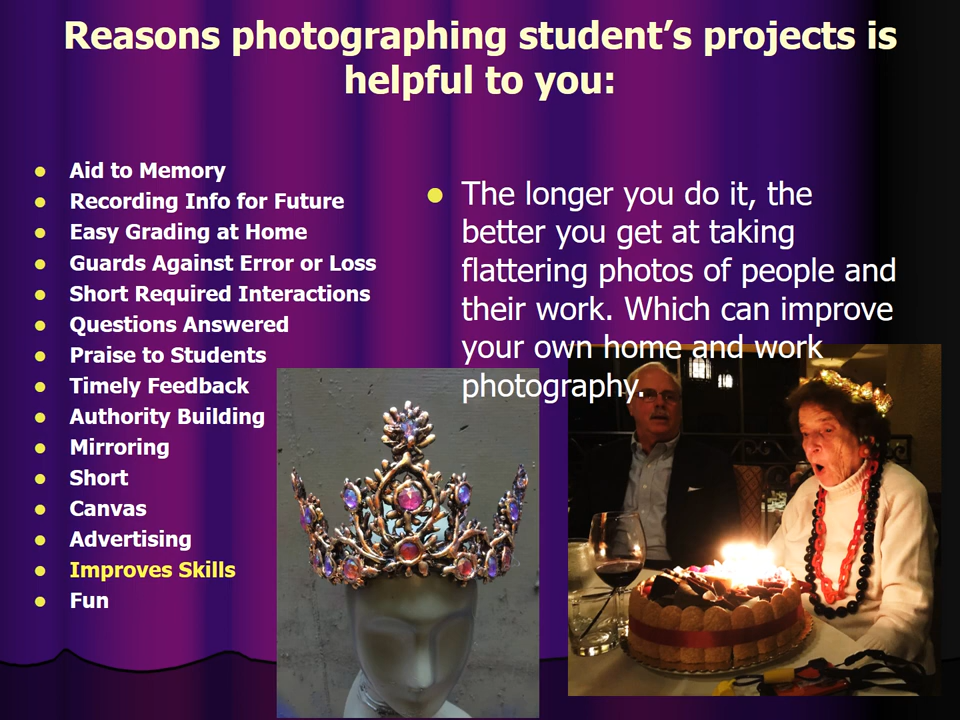 Reasons photographing student’s projects is
helpful to you:
Aid to Memory
Recording Info for Future
Easy Grading at Home
Guards Against Error or Loss
Short Required Interactions
Questions Answered
Praise to Students
Timely Feedback
Authority Building
Mirroring
Short
Canvas
Advertising
Improves Skills
Fun
The longer you do it, the
better you get at taking
flattering photos of people and
their work. Which can improve
your own home and work
photography.